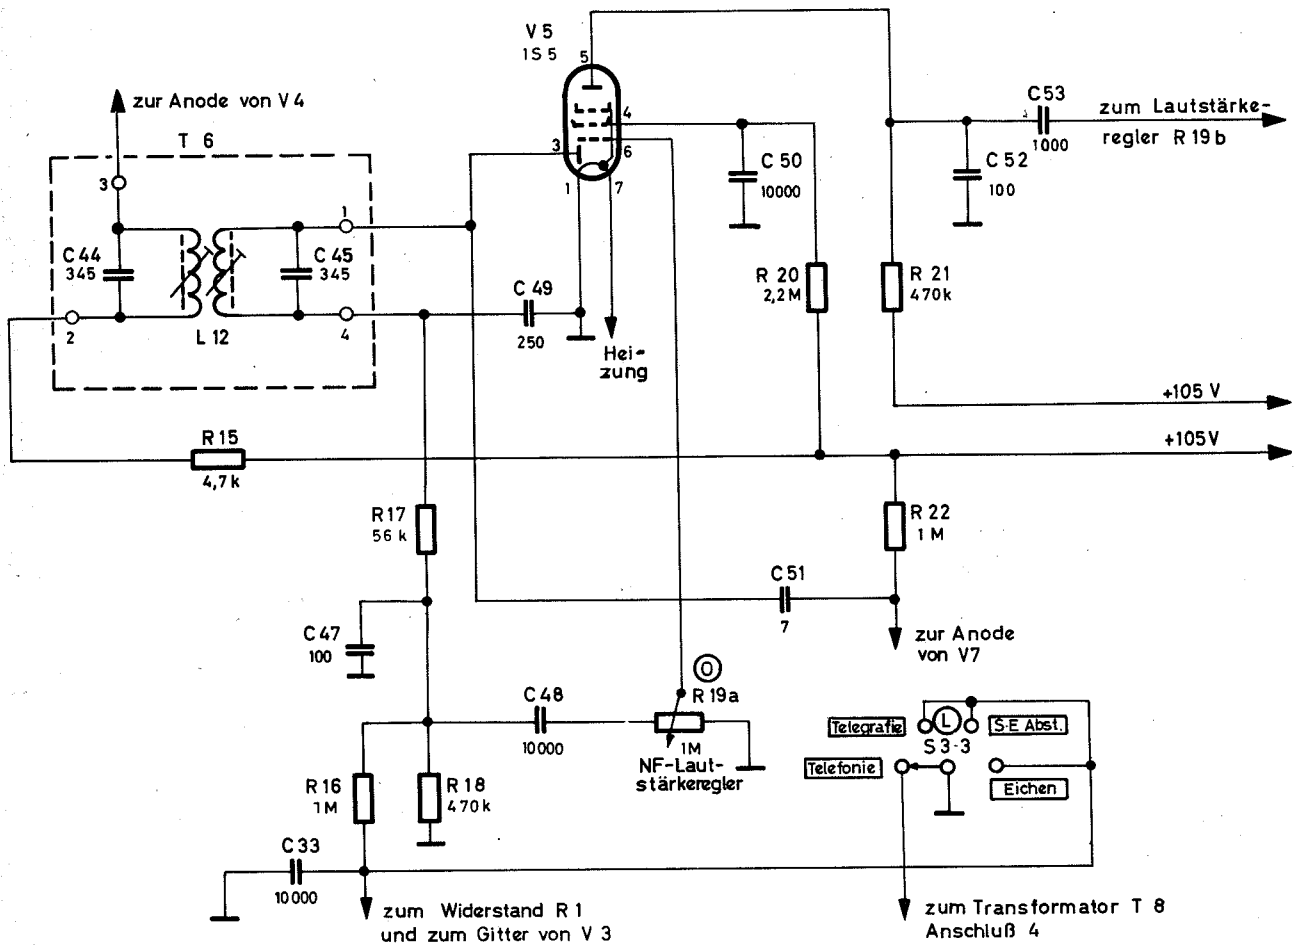 V 5
1S 5
5
4
3
6
1
7
zur Anode von V 4
T 6
3
1
C 44
345
C 45
345
2
L 12
4
C 49
250
Hei-
zung
C 50
10000
C 53
1000
zum Lautstärke-
regler R 19b
C 52
100
R 20
2,2 M
R 21
470k
+105 V
+105 V
R 15
4,7 k
R 17
56 k
R 22
1 M
C 51
7
zur Anode
von V7
C 47
100
O
R 19a
C 48
10000
1M
NF-Laut-
stärkeregler
Telegrafie
L
S-E Abst.
S 3-3
Telefonie
Eichen
R 16
1M
R 18
470k
C 33
10000
zum Widerstand R 1
und zum Gitter von V 3
zum Transformator T 8
Anschluß 4